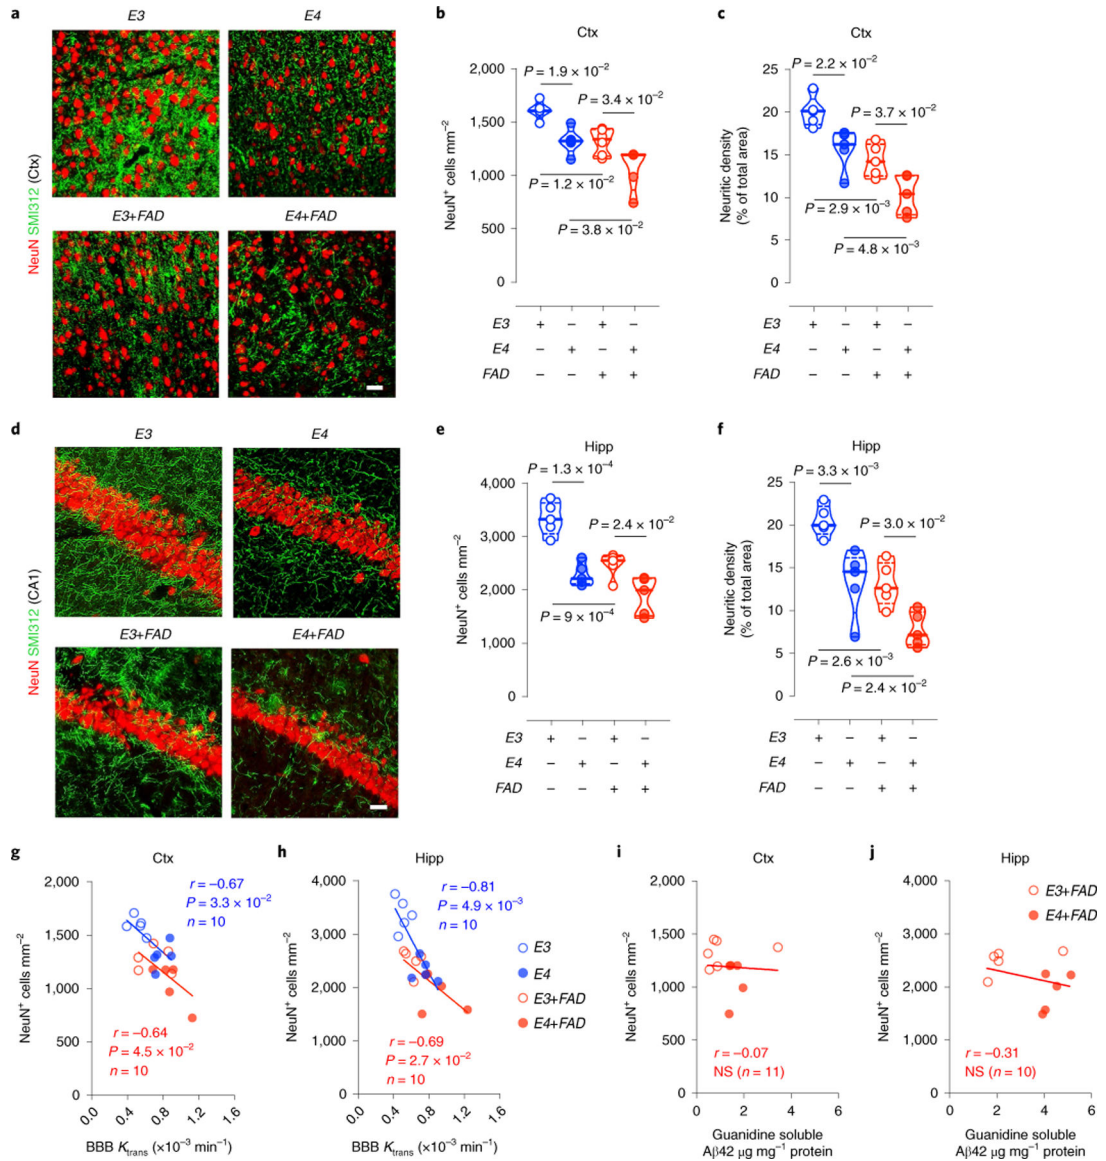 a
E3
E4
E3+FAD
E4+FAD
NeuN SMI312 (Ctx)
b
Ctx
P = 1.9 × 10⁻²
P = 3.4 × 10⁻²
P = 1.2 × 10⁻²
P = 3.8 × 10⁻²
NeuN⁺ cells mm⁻²
2,000
1,500
1,000
500
0
E3 + – + –
E4 – + – +
FAD – – + +
c
Ctx
P = 2.2 × 10⁻²
P = 3.7 × 10⁻²
P = 2.9 × 10⁻³
P = 4.8 × 10⁻³
Neuritic density
(% of total area)
25
20
15
10
5
0
E3 + – + –
E4 – + – +
FAD – – + +
d
E3
E4
E3+FAD
E4+FAD
NeuN SMI312 (CA1)
e
Hipp
P = 1.3 × 10⁻⁴
P = 2.4 × 10⁻²
P = 9 × 10⁻⁴
NeuN⁺ cells mm⁻²
4,000
3,000
2,000
1,000
0
E3 + – + –
E4 – + – +
FAD – – + +
f
Hipp
P = 3.3 × 10⁻³
P = 3.0 × 10⁻²
P = 2.6 × 10⁻³
P = 2.4 × 10⁻²
Neuritic density
(% of total area)
25
20
15
10
5
0
E3 + – + –
E4 – + – +
FAD – – + +
g
Ctx
r = –0.67
P = 3.3 × 10⁻²
n = 10
r = –0.64
P = 4.5 × 10⁻²
n = 10
NeuN⁺ cells mm⁻²
2,000
1,500
1,000
500
0
0.0 0.4 0.8 1.2 1.6
BBB Ktrans (×10⁻³ min⁻¹)
h
Hipp
r = –0.81
P = 4.9 × 10⁻³
n = 10
r = –0.69
P = 2.7 × 10⁻²
n = 10
4,000
3,000
2,000
1,000
0
0.0 0.4 0.8 1.2 1.6
BBB Ktrans (×10⁻³ min⁻¹)
E3
E4
E3+FAD
E4+FAD
i
Ctx
NeuN⁺ cells mm⁻²
2,000
1,500
1,000
500
0
r = –0.07
NS (n = 11)
0 2 4 6
Guanidine soluble
Aβ42 μg mg⁻¹ protein
j
Hipp
E3+FAD
E4+FAD
4,000
3,000
2,000
1,000
0
r = –0.31
NS (n = 10)
0 2 4 6
Guanidine soluble
Aβ42 μg mg⁻¹ protein